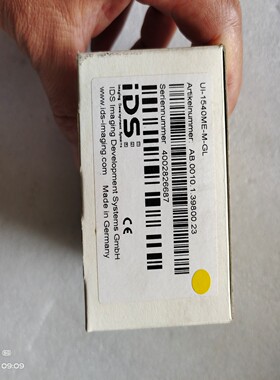 UI-1540ME-M-GL
Artikelnummer: AB.0010.1.39800.23
Seriennummer: 4002826687
iDS:
IDS Imaging Development Systems GmbH
www.ids-imaging.com
Made in Germany
CE
09:09